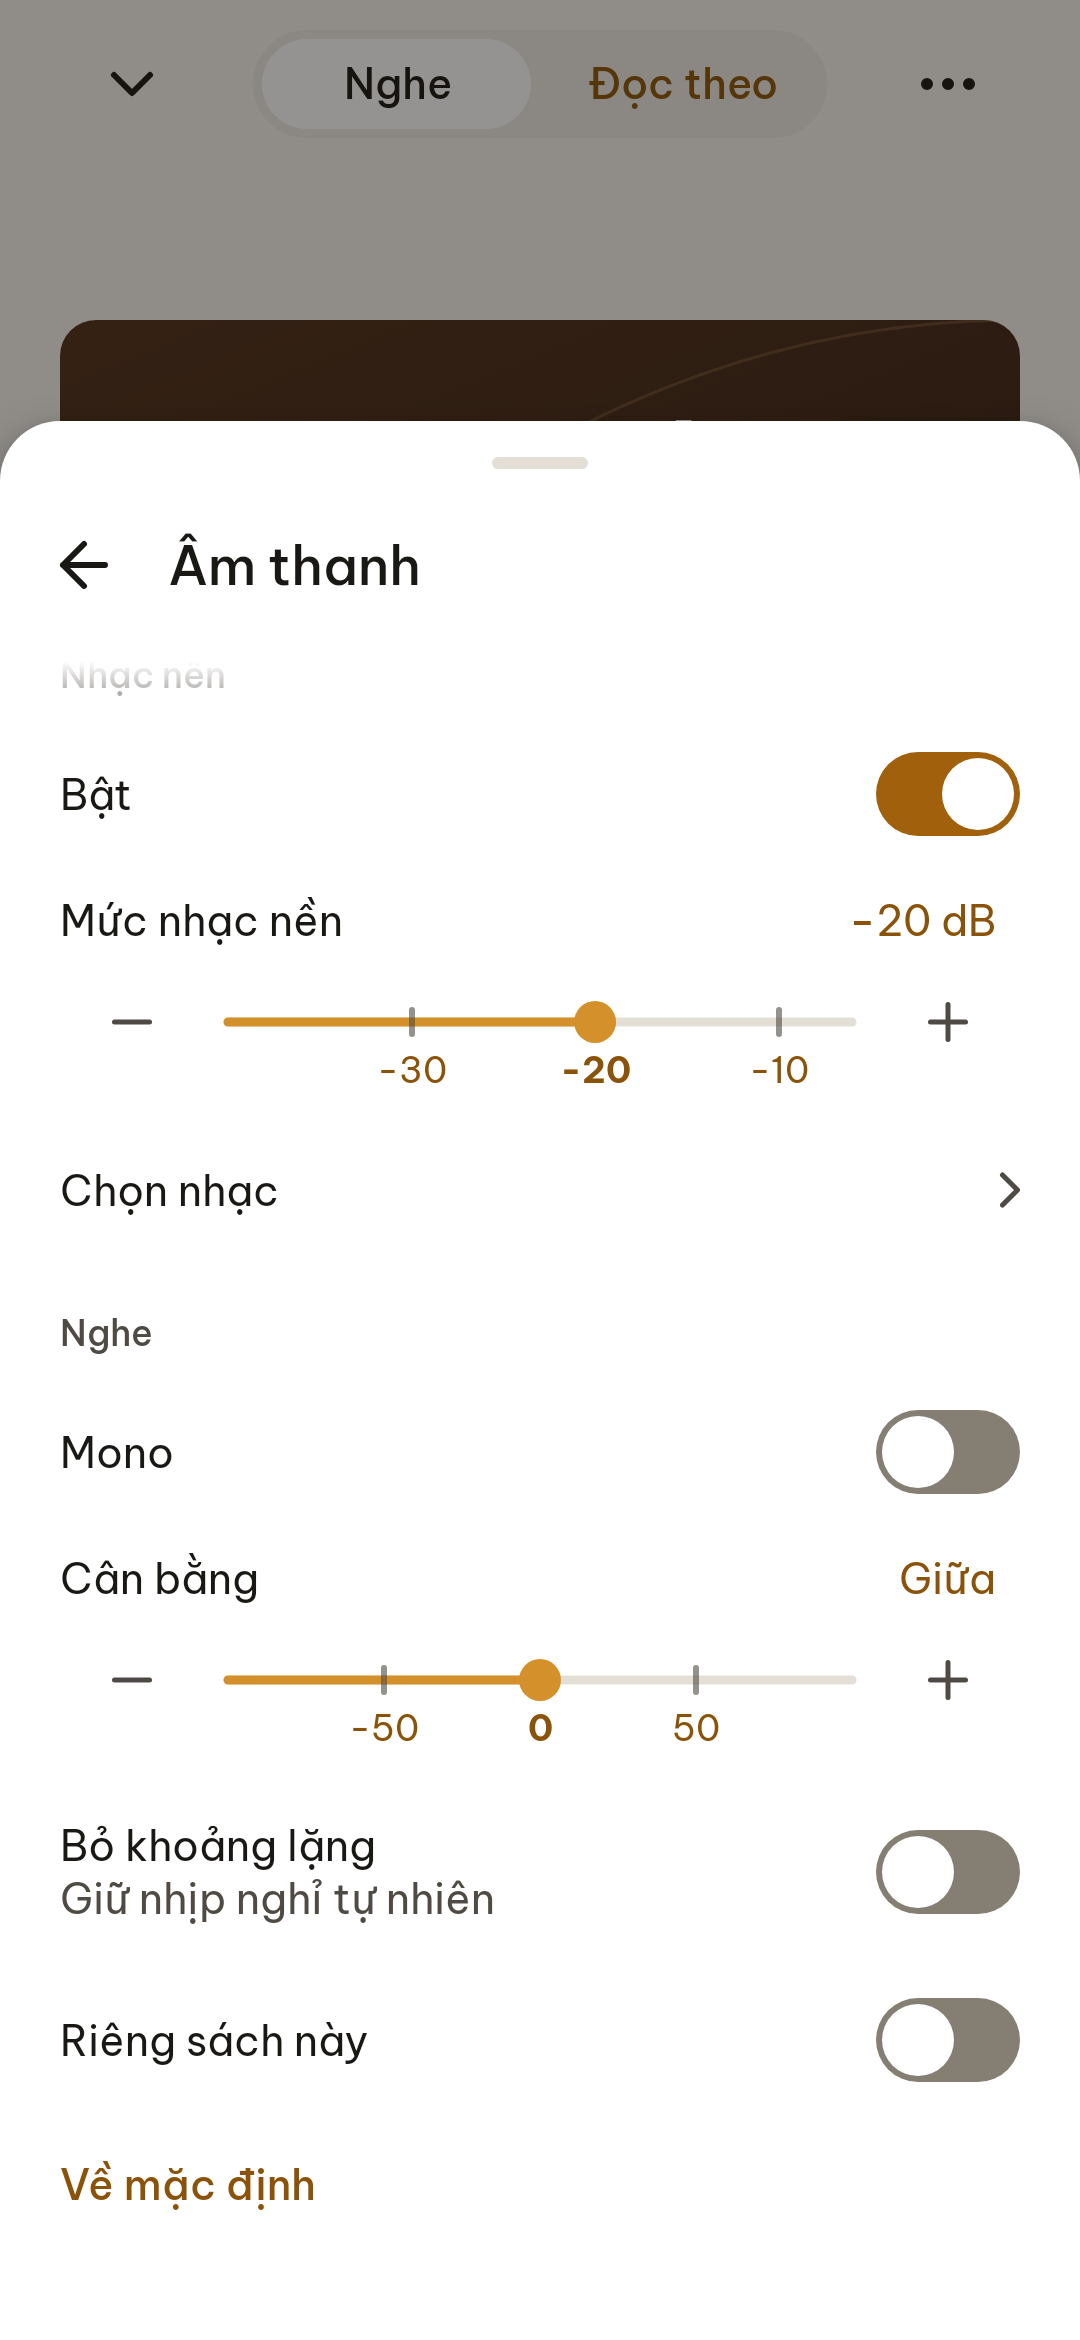 Nghe
Đọc theo
Âm thanh
Nhạc nền
Bật
Mức nhạc nền
-20 dB
-30
-20
-10
Chọn nhạc
Nghe
Mono
Cân bằng
Giữa
-50
0
50
Bỏ khoảng lặng
Giữ nhịp nghỉ tự nhiên
Riêng sách này
Về mặc định